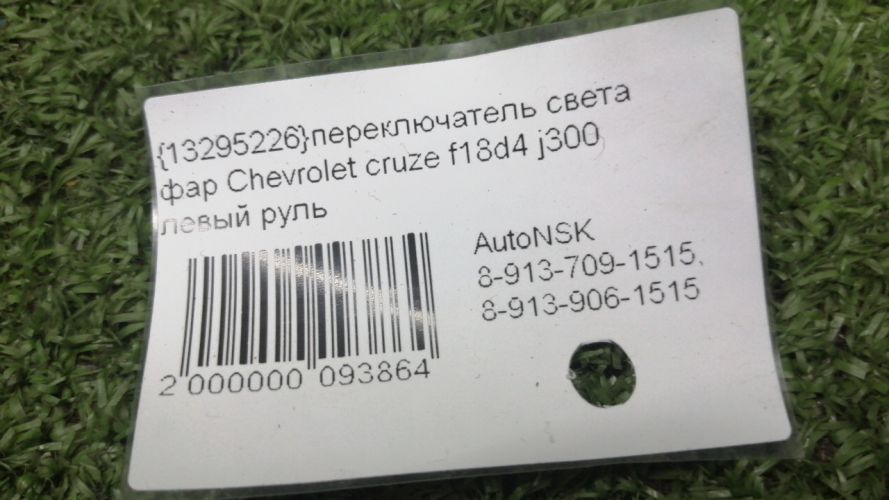 {13295226}переключатель света
фар Chevrolet cruze f18d4 j300
левый руль
AutoNSK
8-913-709-1515,
8-913-906-1515
2 000000 093864